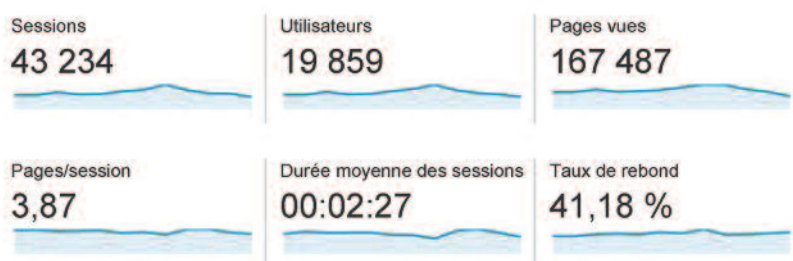 Sessions
43 234
Utilisateurs
19 859
Pages vues
167 487
Pages/session
3,87
Durée moyenne des sessions
00:02:27
Taux de rebond
41,18 %